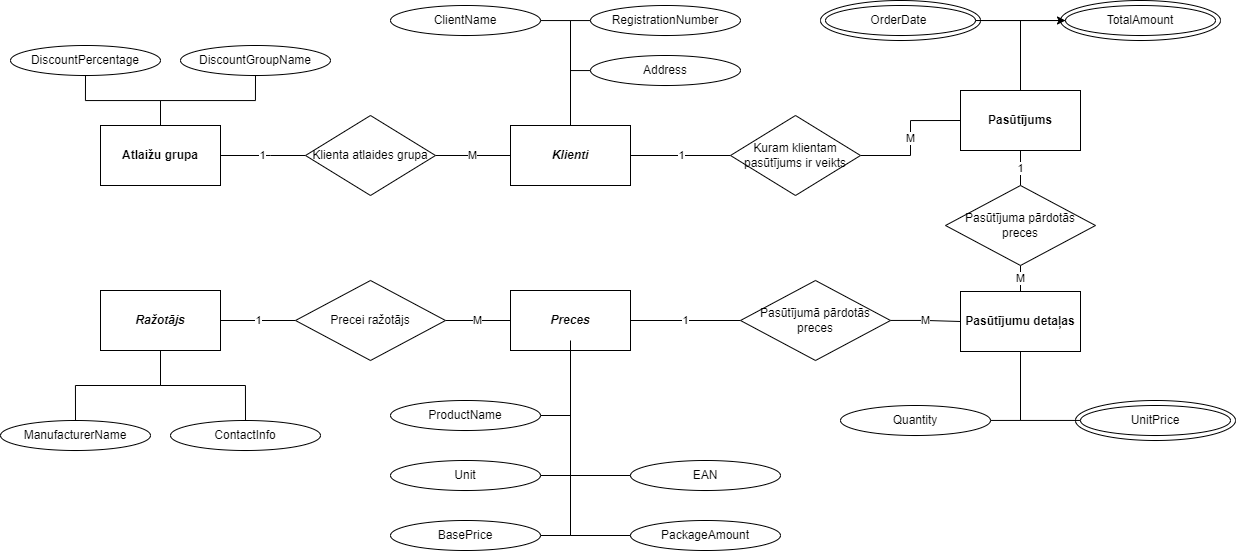 ClientName
RegistrationNumber
OrderDate
TotalAmount
DiscountPercentage
DiscountGroupName
Address
Atlaižu grupa
1
Klienta atlaides grupa
M
Klienti
1
Kuram klientam
pasūtījums ir veikts
M
Pasūtījums
1
Pasūtījuma pārdotās
preces
M
Ražotājs
1
Precei ražotājs
M
Preces
1
Pasūtījumā pārdotās
preces
M
Pasūtījumu detaļas
ManufacturerName
ContactInfo
ProductName
Quantity
UnitPrice
Unit
EAN
BasePrice
PackageAmount